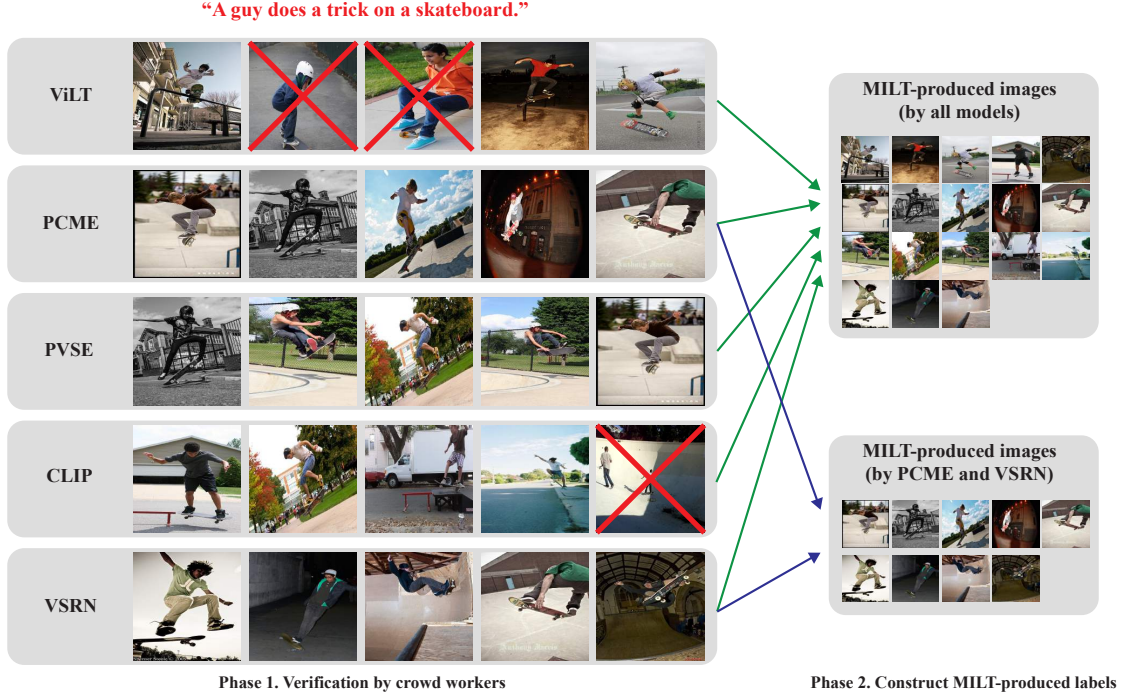 “A guy does a trick on a skateboard.”
ViLT
PCME
PVSE
CLIP
VSRN
MILT-produced images
(by all models)
MILT-produced images
(by PCME and VSRN)
Phase 1. Verification by crowd workers
Phase 2. Construct MILT-produced labels